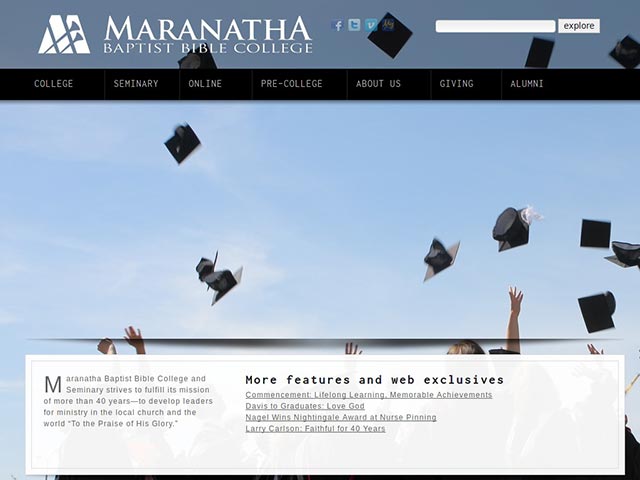 MARANATHA
BAPTIST BIBLE COLLEGE
explore
COLLEGE SEMINARY ONLINE PRE-COLLEGE ABOUT US GIVING ALUMNI
Maranatha Baptist Bible College and
Seminary strives to fulfill its mission
of more than 40 years—to develop leaders
for ministry in the local church and the
world “To the Praise of His Glory.”
More features and web exclusives
Commencement: Lifelong Learning, Memorable Achievements
Davis to Graduates: Love God
Nagel Wins Nightingale Award at Nurse Pinning
Larry Carlson: Faithful for 40 Years